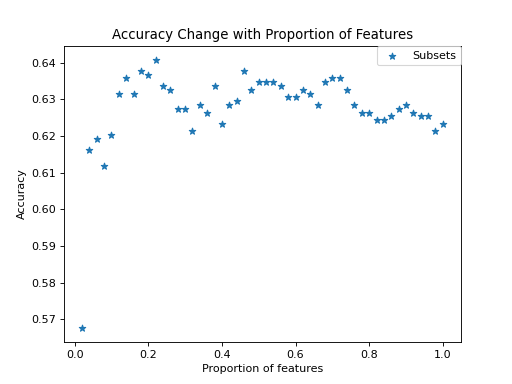 Accuracy Change with Proportion of Features
Subsets
0.64
0.63
0.62
0.61
0.60
0.59
0.58
0.57
Accuracy
0.0 0.2 0.4 0.6 0.8 1.0
Proportion of features